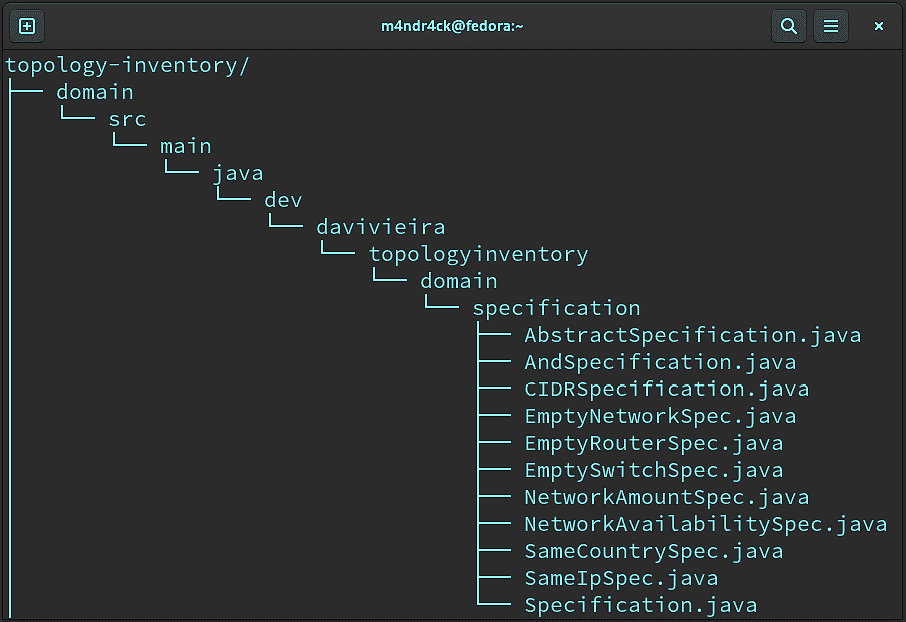 m4ndr4ck@fedora:~
topology-inventory/
├── domain
└── src
└── main
└── java
└── dev
└── davivieira
└── topologyinventory
└── domain
└── specification
├── AbstractSpecification.java
├── AndSpecification.java
├── CIDRSpecification.java
├── EmptyNetworkSpec.java
├── EmptyRouterSpec.java
├── EmptySwitchSpec.java
├── NetworkAmountSpec.java
├── NetworkAvailabilitySpec.java
├── SameCountrySpec.java
├── SameIpSpec.java
└── Specification.java